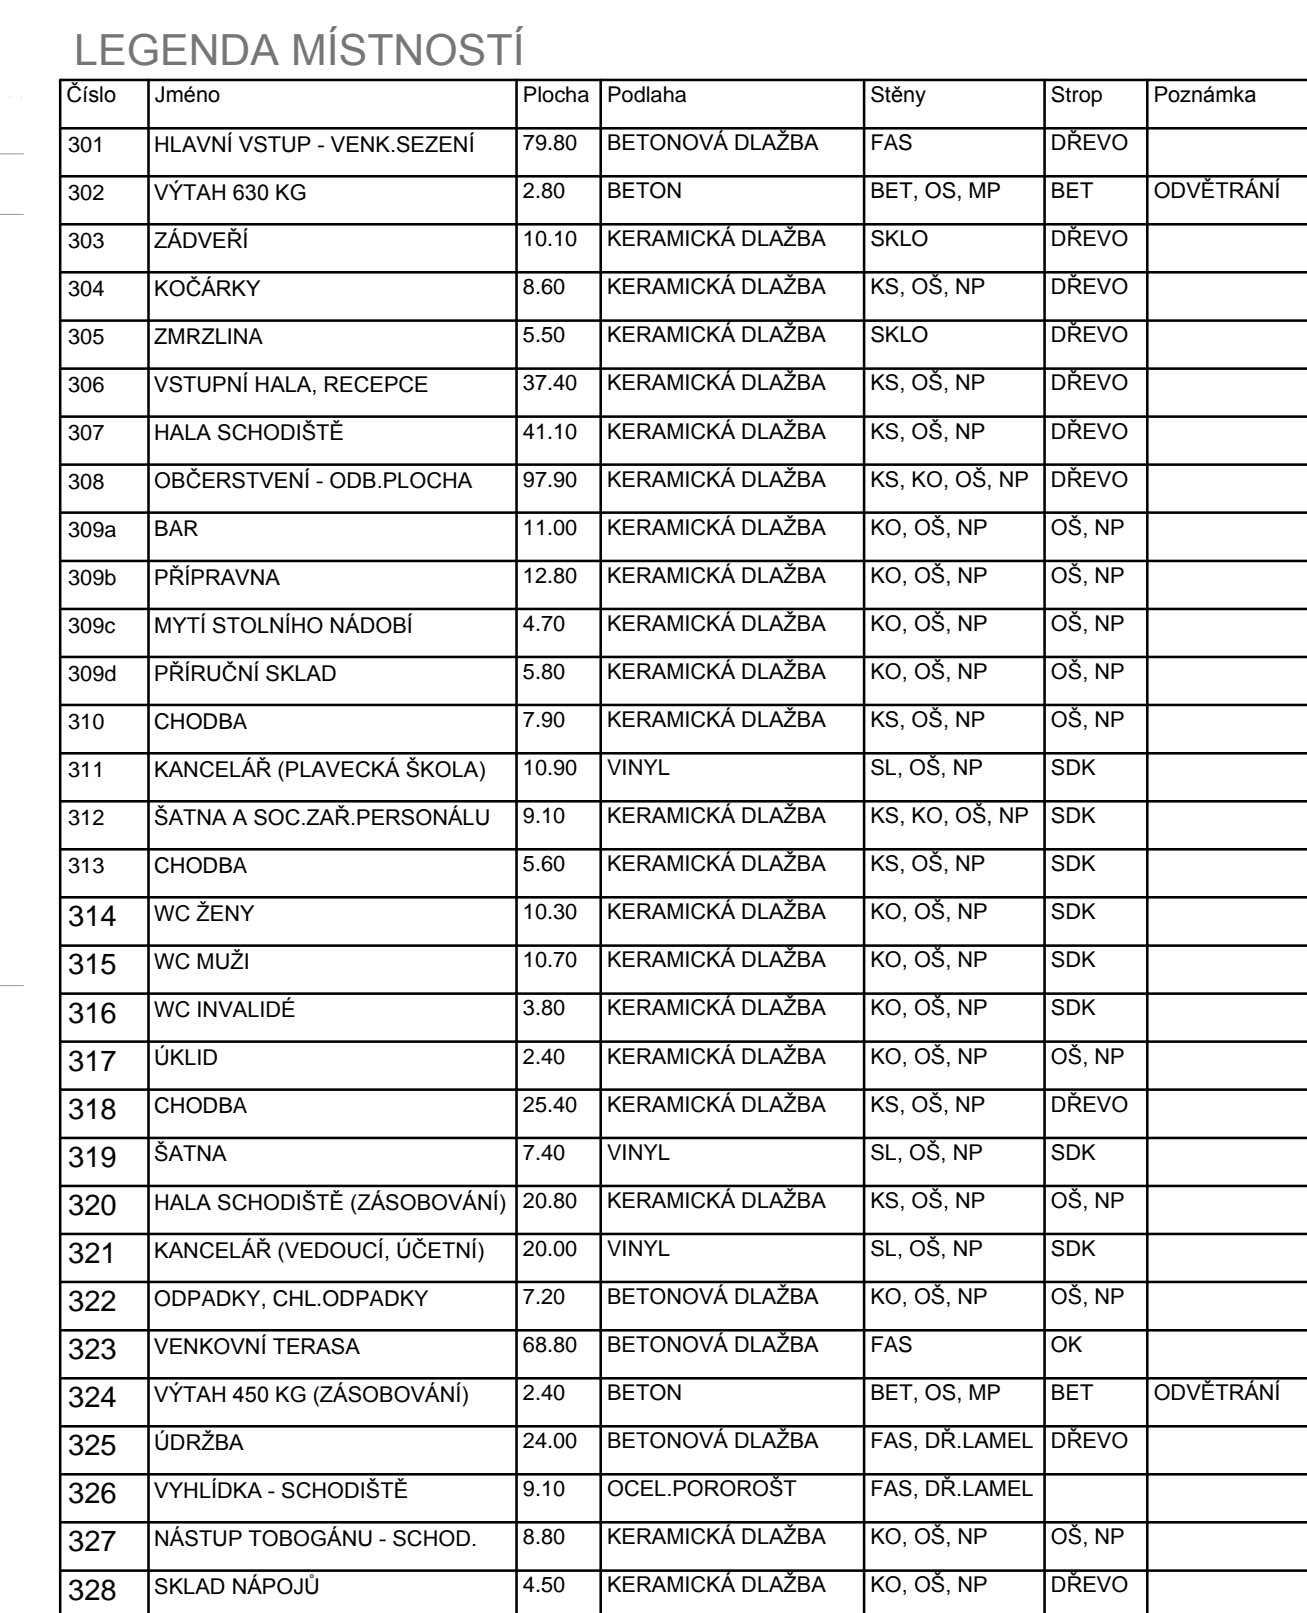 LEGENDA MÍSTNOSTÍ
Číslo Jméno Plocha Podlaha Stěny Strop Poznámka
301 HLAVNÍ VSTUP - VENK.SEZENÍ 79.80 BETONOVÁ DLAŽBA FAS DŘEVO
302 VÝTAH 630 KG 2.80 BETON BET, OS, MP BET ODVĚTRÁNÍ
303 ZÁDVEŘÍ 10.10 KERAMICKÁ DLAŽBA SKLO DŘEVO
304 KOČÁRKY 8.60 KERAMICKÁ DLAŽBA KS, OŠ, NP DŘEVO
305 ZMRZLINA 5.50 KERAMICKÁ DLAŽBA SKLO DŘEVO
306 VSTUPNÍ HALA, RECEPCE 37.40 KERAMICKÁ DLAŽBA KS, OŠ, NP DŘEVO
307 HALA SCHODIŠTĚ 41.10 KERAMICKÁ DLAŽBA KS, OŠ, NP DŘEVO
308 OBČERSTVENÍ - ODB.PLOCHA 97.90 KERAMICKÁ DLAŽBA KS, KO, OŠ, NP DŘEVO
309a BAR 11.00 KERAMICKÁ DLAŽBA KO, OŠ, NP OŠ, NP
309b PŘÍPRAVNA 12.80 KERAMICKÁ DLAŽBA KO, OŠ, NP OŠ, NP
309c MYTÍ STOLNÍHO NÁDOBÍ 4.70 KERAMICKÁ DLAŽBA KO, OŠ, NP OŠ, NP
309d PŘÍRUČNÍ SKLAD 5.80 KERAMICKÁ DLAŽBA KO, OŠ, NP OŠ, NP
310 CHODBA 7.90 KERAMICKÁ DLAŽBA KS, OŠ, NP OŠ, NP
311 KANCELÁŘ (PLAVECKÁ ŠKOLA) 10.90 VINYL SL, OŠ, NP SDK
312 ŠATNA A SOC.ZAŘ.PERSONÁLU 9.10 KERAMICKÁ DLAŽBA KS, KO, OŠ, NP SDK
313 CHODBA 5.60 KERAMICKÁ DLAŽBA KS, OŠ, NP SDK
314 WC ŽENY 10.30 KERAMICKÁ DLAŽBA KO, OŠ, NP SDK
315 WC MUŽI 10.70 KERAMICKÁ DLAŽBA KO, OŠ, NP SDK
316 WC INVALIDÉ 3.80 KERAMICKÁ DLAŽBA KO, OŠ, NP SDK
317 ÚKLID 2.40 KERAMICKÁ DLAŽBA KO, OŠ, NP OŠ, NP
318 CHODBA 25.40 KERAMICKÁ DLAŽBA KS, OŠ, NP DŘEVO
319 ŠATNA 7.40 VINYL SL, OŠ, NP SDK
320 HALA SCHODIŠTĚ (ZÁSOBOVÁNÍ) 20.80 KERAMICKÁ DLAŽBA KS, OŠ, NP OŠ, NP
321 KANCELÁŘ (VEDOUCÍ, ÚČETNÍ) 20.00 VINYL SL, OŠ, NP SDK
322 ODPADKY, CHL.ODPADKY 7.20 BETONOVÁ DLAŽBA KO, OŠ, NP OŠ, NP
323 VENKOVNÍ TERASA 68.80 BETONOVÁ DLAŽBA FAS OK
324 VÝTAH 450 KG (ZÁSOBOVÁNÍ) 2.40 BETON BET, OS, MP BET ODVĚTRÁNÍ
325 ÚDRŽBA 24.00 BETONOVÁ DLAŽBA FAS, DŘ.LAMEL DŘEVO
326 VYHLÍDKA - SCHODIŠTĚ 9.10 OCEL.POROROŠT FAS, DŘ.LAMEL
327 NÁSTUP TOBOGÁNU - SCHOD. 8.80 KERAMICKÁ DLAŽBA KO, OŠ, NP OŠ, NP
328 SKLAD NÁPOJŮ 4.50 KERAMICKÁ DLAŽBA KO, OŠ, NP DŘEVO